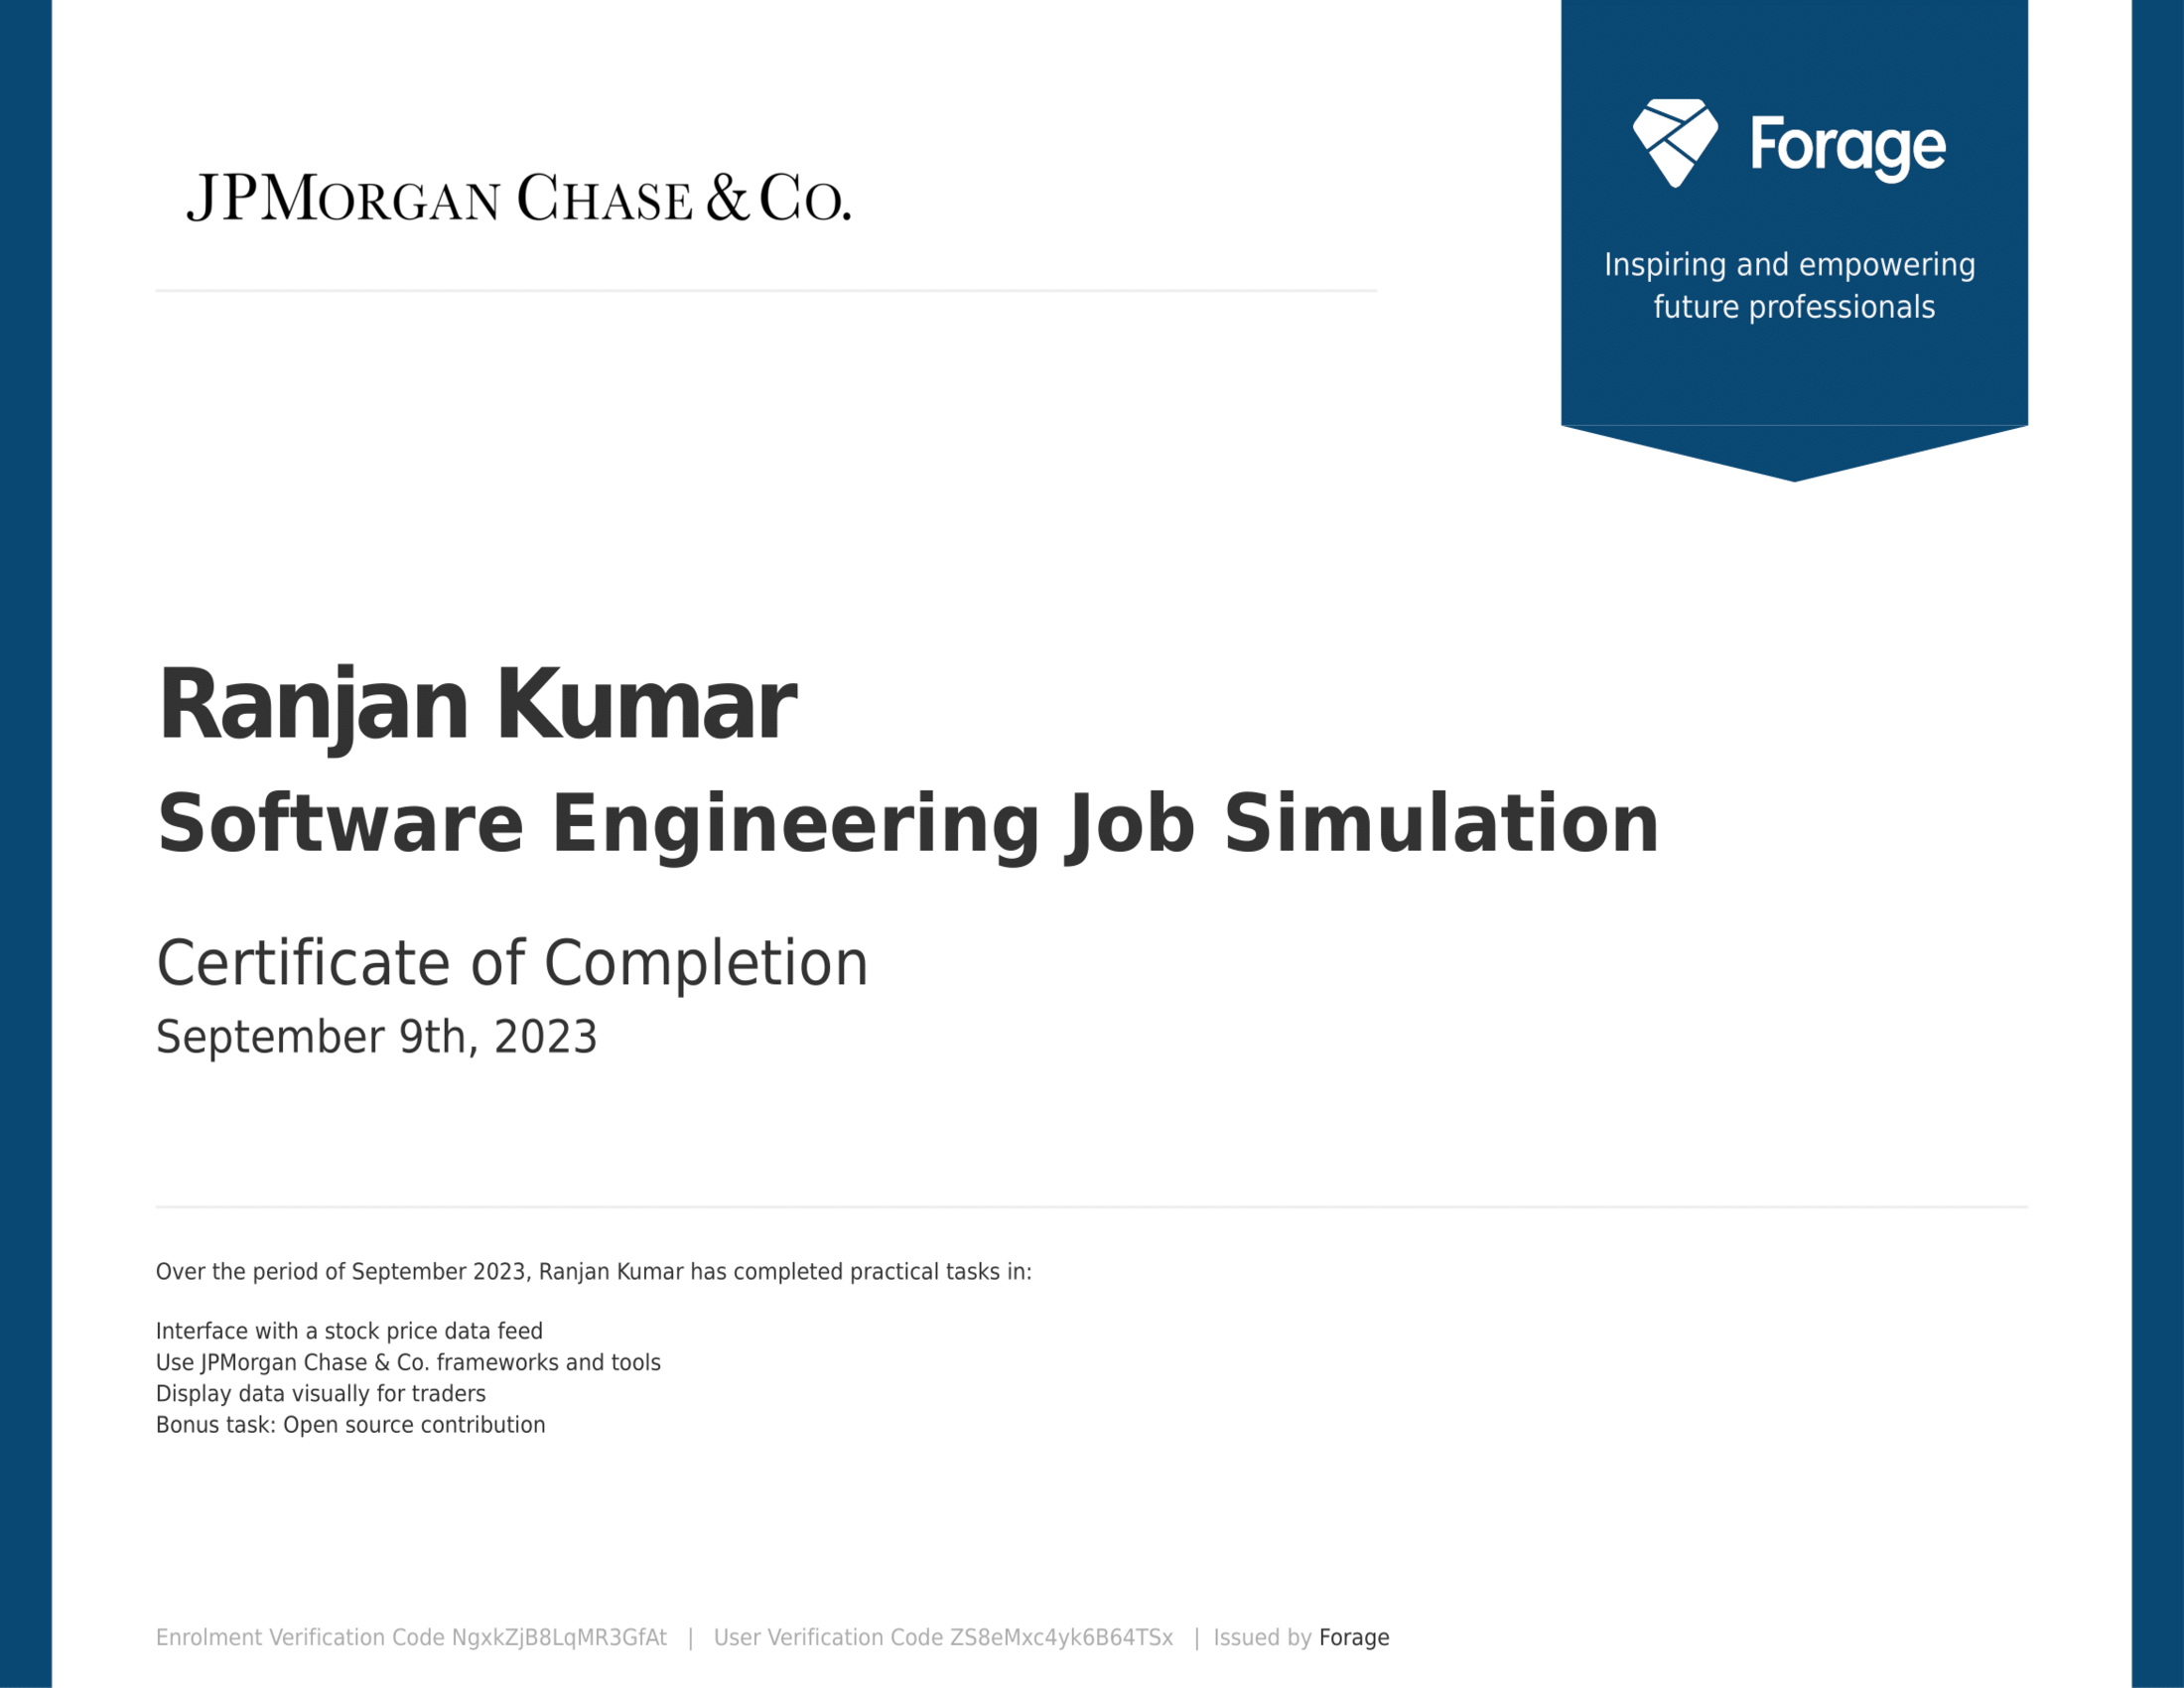 JPMORGAN CHASE & CO.
Forage
Inspiring and empowering
future professionals
Ranjan Kumar
Software Engineering Job Simulation
Certificate of Completion
September 9th, 2023
Over the period of September 2023, Ranjan Kumar has completed practical tasks in:
Interface with a stock price data feed
Use JPMorgan Chase & Co. frameworks and tools
Display data visually for traders
Bonus task: Open source contribution
Enrolment Verification Code NgxkZjB8LqMR3GfAt | User Verification Code ZS8eMxc4yk6B64TSx | Issued by Forage